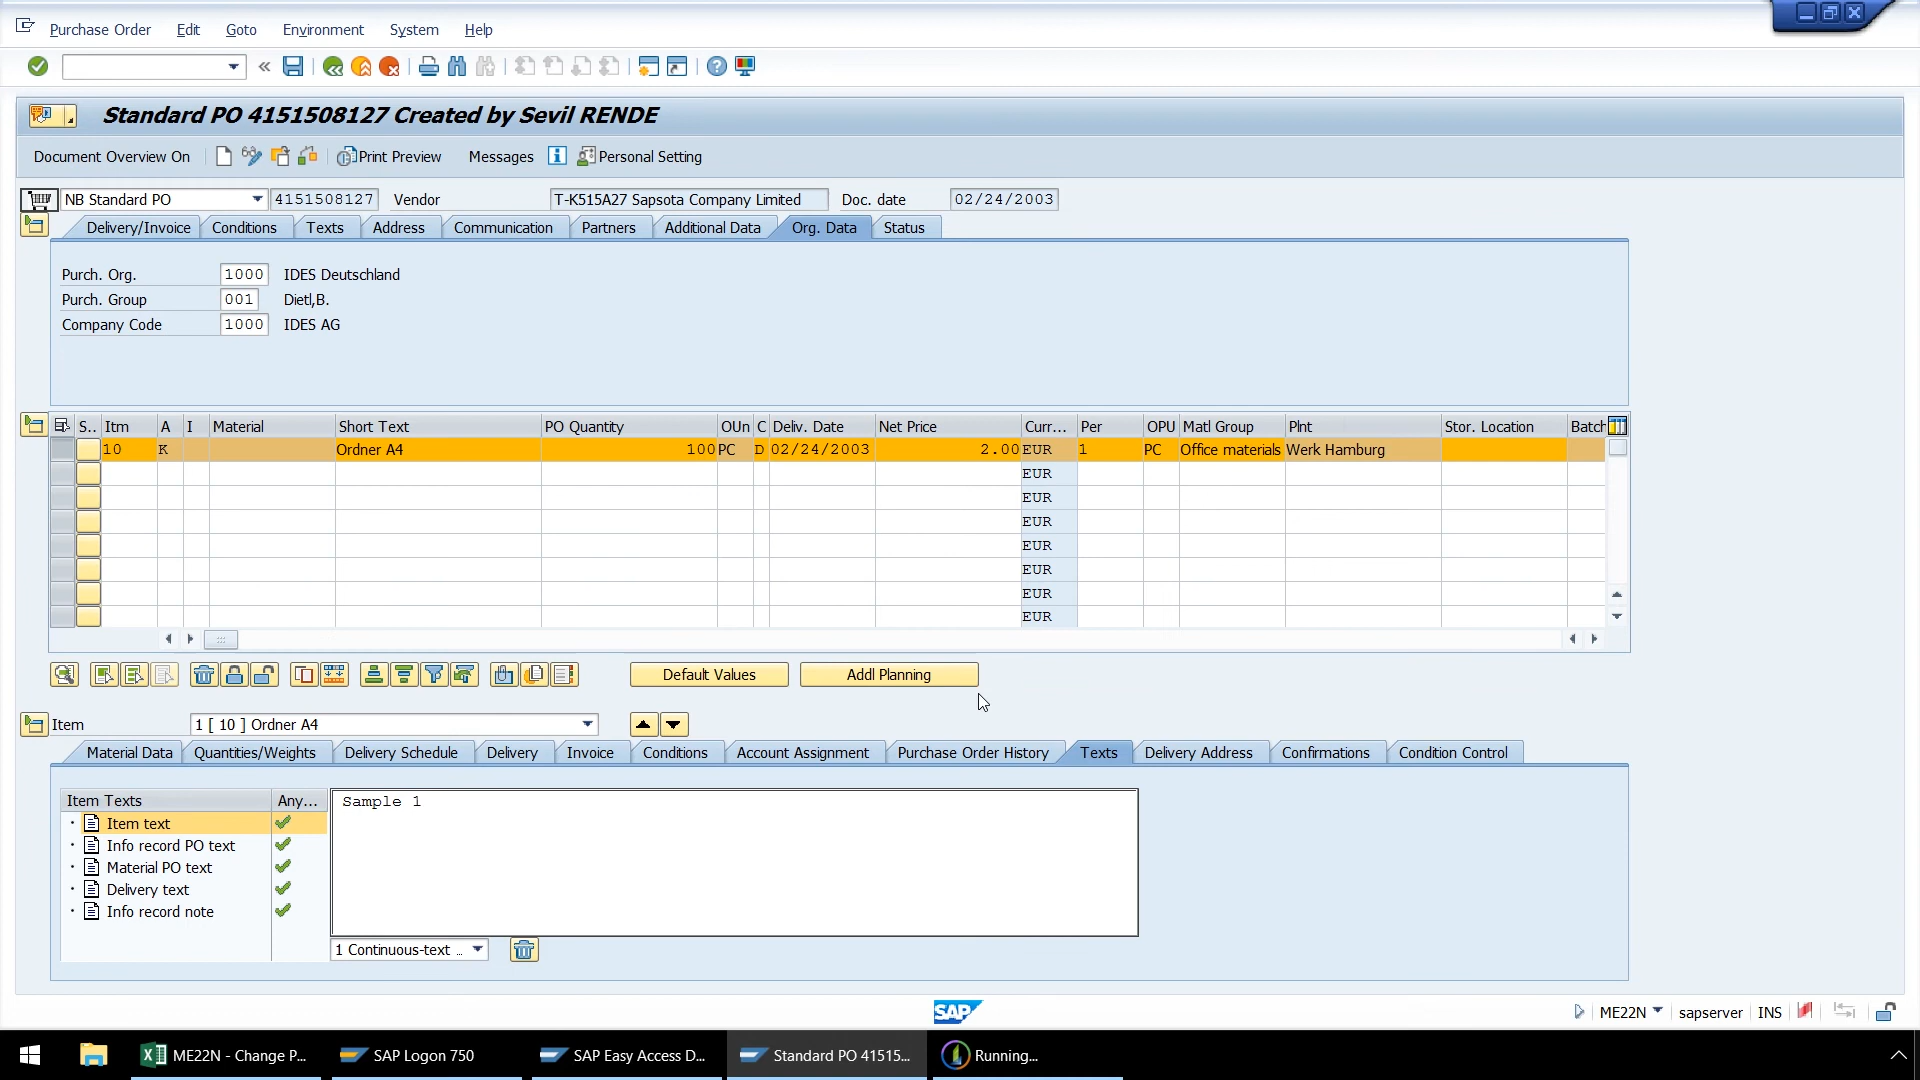 Purchase Order Edit Goto Environment System Help
Standard PO 4151508127 Created by Sevil RENDE
Document Overview On Print Preview Messages Personal Setting
NB Standard PO 4151508127 Vendor T-K515A27 Sapsota Company Limited Doc. date 02/24/2003
Delivery/Invoice Conditions Texts Address Communication Partners Additional Data Org. Data Status
Purch. Org. 1000 IDES Deutschland
Purch. Group 001 Dietl,B.
Company Code 1000 IDES AG
S.. Itm A I Material Short Text PO Quantity OUn C Deliv. Date Net Price Curr... Per OPU Matl Group Plnt Stor. Location Batch
10 K Ordner A4 100 PC D 02/24/2003 2.00 EUR 1 PC Office materials Werk Hamburg
EUR
EUR
EUR
EUR
EUR
EUR
EUR
Default Values Addl Planning
Item 1 [ 10 ] Ordner A4
Material Data Quantities/Weights Delivery Schedule Delivery Invoice Conditions Account Assignment Purchase Order History Texts Delivery Address Confirmations Condition Control
Item Texts Any... Sample 1
Item text
Info record PO text
Material PO text
Delivery text
Info record note
1 Continuous-text ..
SAP ME22N sapserver INS
ME22N - Change P... SAP Logon 750 SAP Easy Access D... Standard PO 41515... Running...